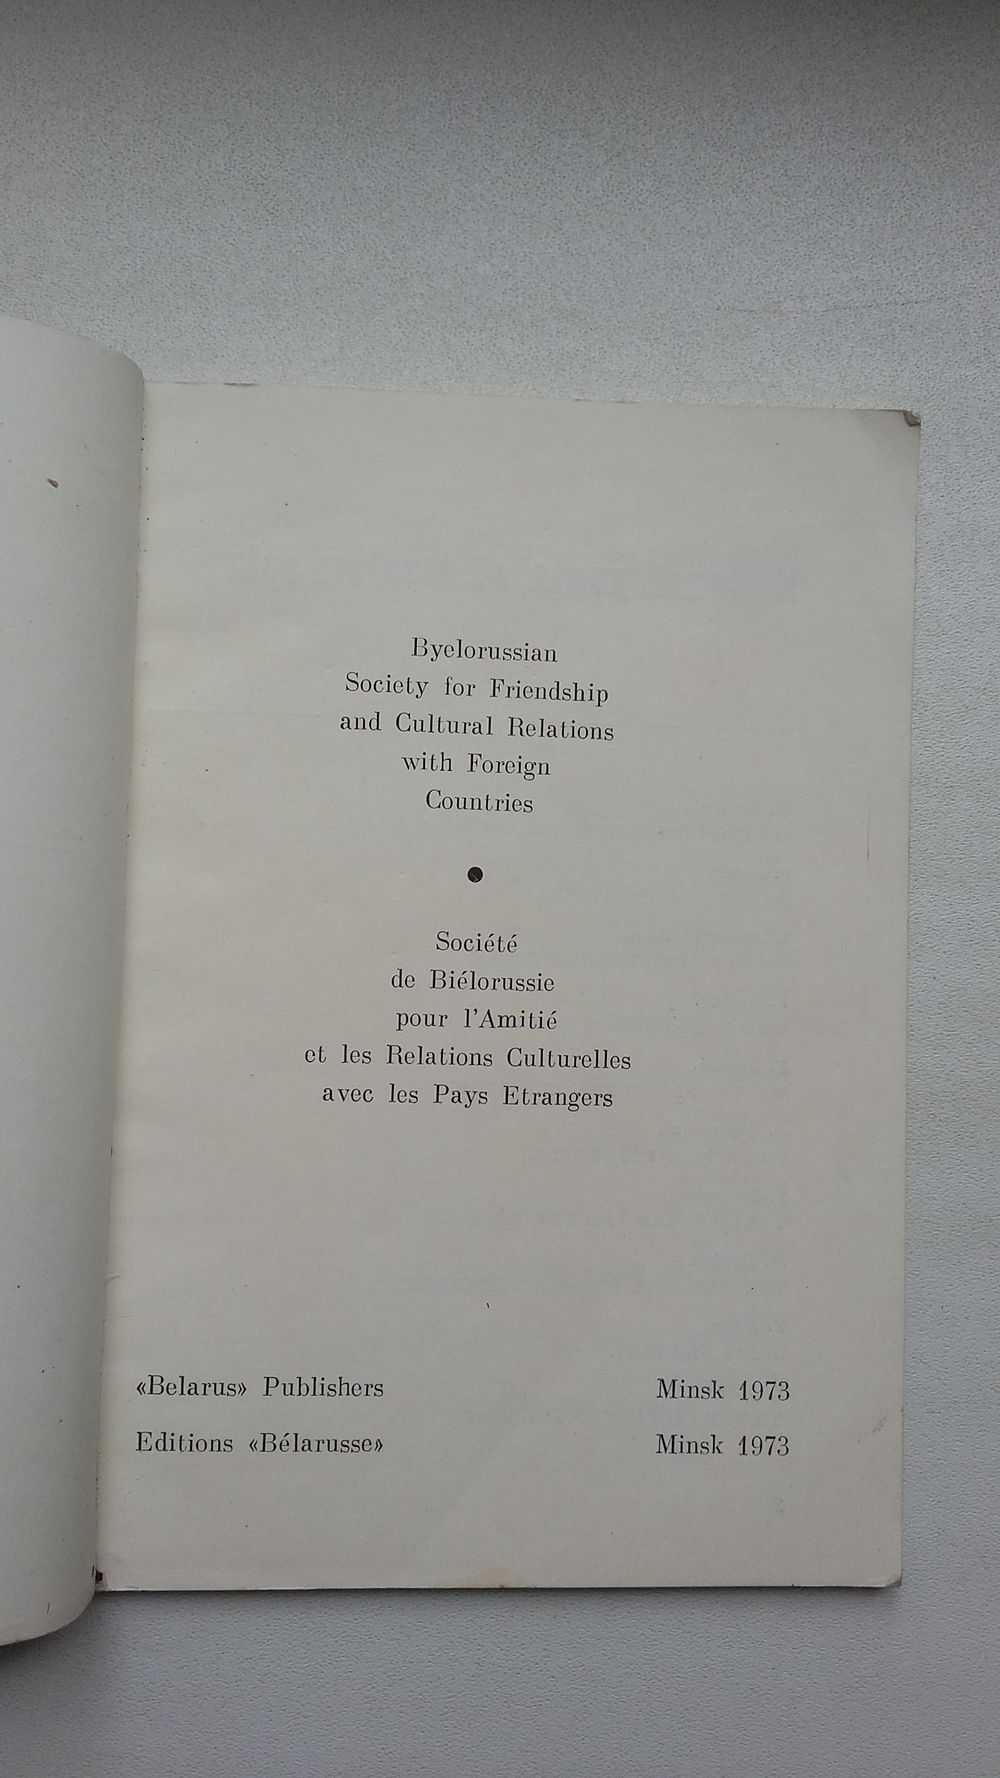 Byelorussian
Society for Friendship
and Cultural Relations
with Foreign
Countries
●
Société
de Biélorussie
pour l'Amitié
et les Relations Culturelles
avec les Pays Etrangers
«Belarus» Publishers Minsk 1973
Editions «Bélarusse» Minsk 1973